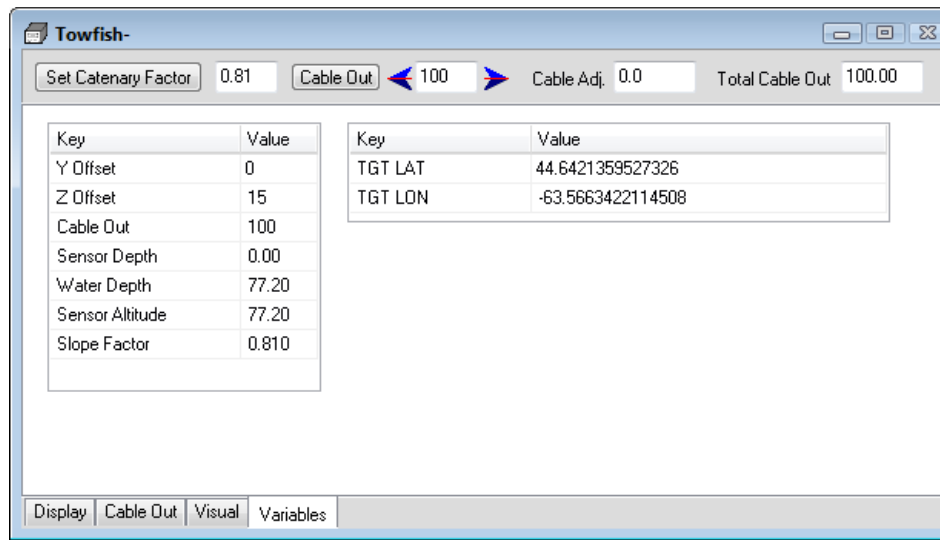 Towfish-
Set Catenary Factor 0.81 Cable Out 100 Cable Adj. 0.0 Total Cable Out 100.00
Key Value
Y Offset 0
Z Offset 15
Cable Out 100
Sensor Depth 0.00
Water Depth 77.20
Sensor Altitude 77.20
Slope Factor 0.810
Key Value
TGT LAT 44.6421359527326
TGT LON -63.5663422114508
Display Cable Out Visual Variables